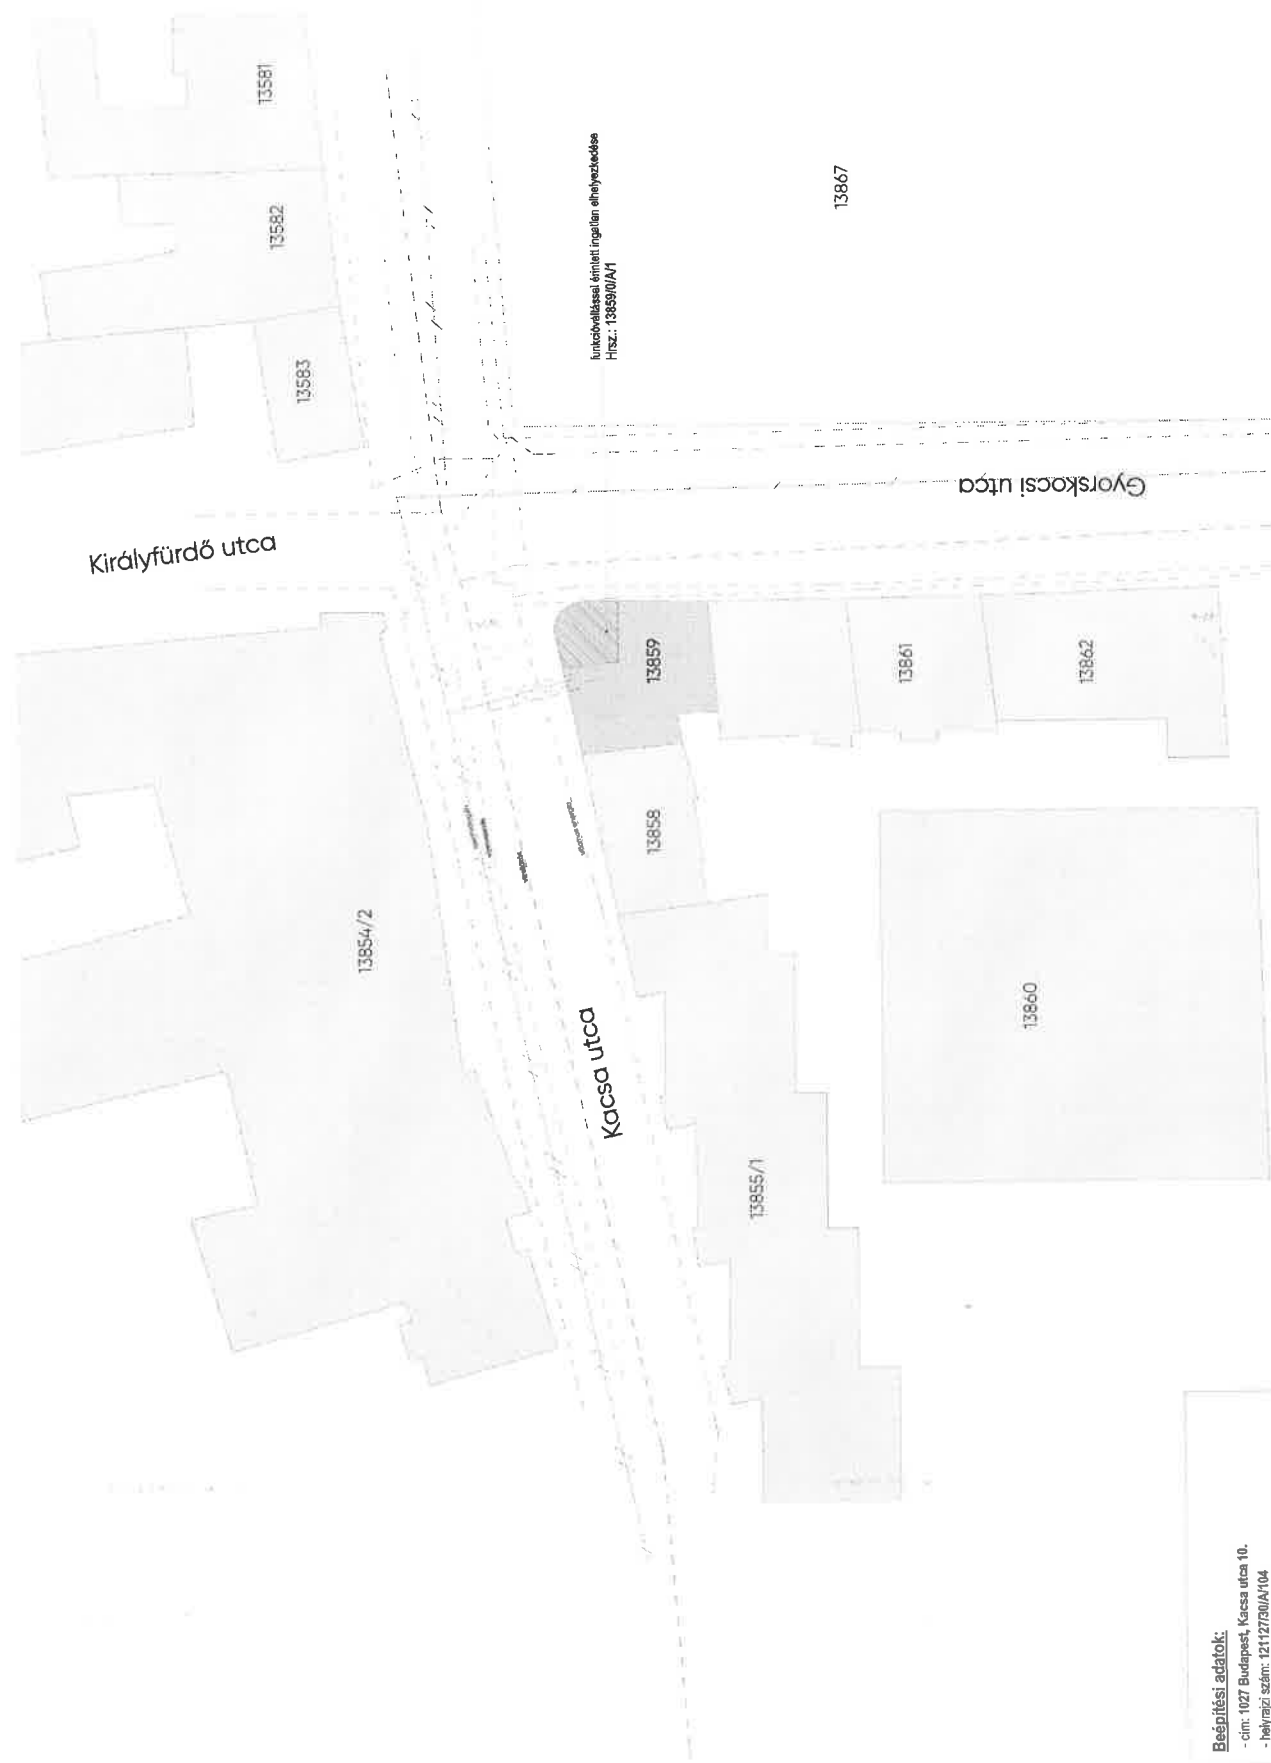 13581
13582
13583
Királyfürdő utca
funkcióváltással érintett ingatlan elhelyezkedése
Hrsz.: 13859/0/A/1
13867
Gyorskocsi utca
13859
13861
13862
13858
13854/2
Kacsa utca
13860
13855/1
Beépítési adatok:
- cím: 1027 Budapest, Kacsa utca 10.
- helyrajzi szám: 121127/30/A/104